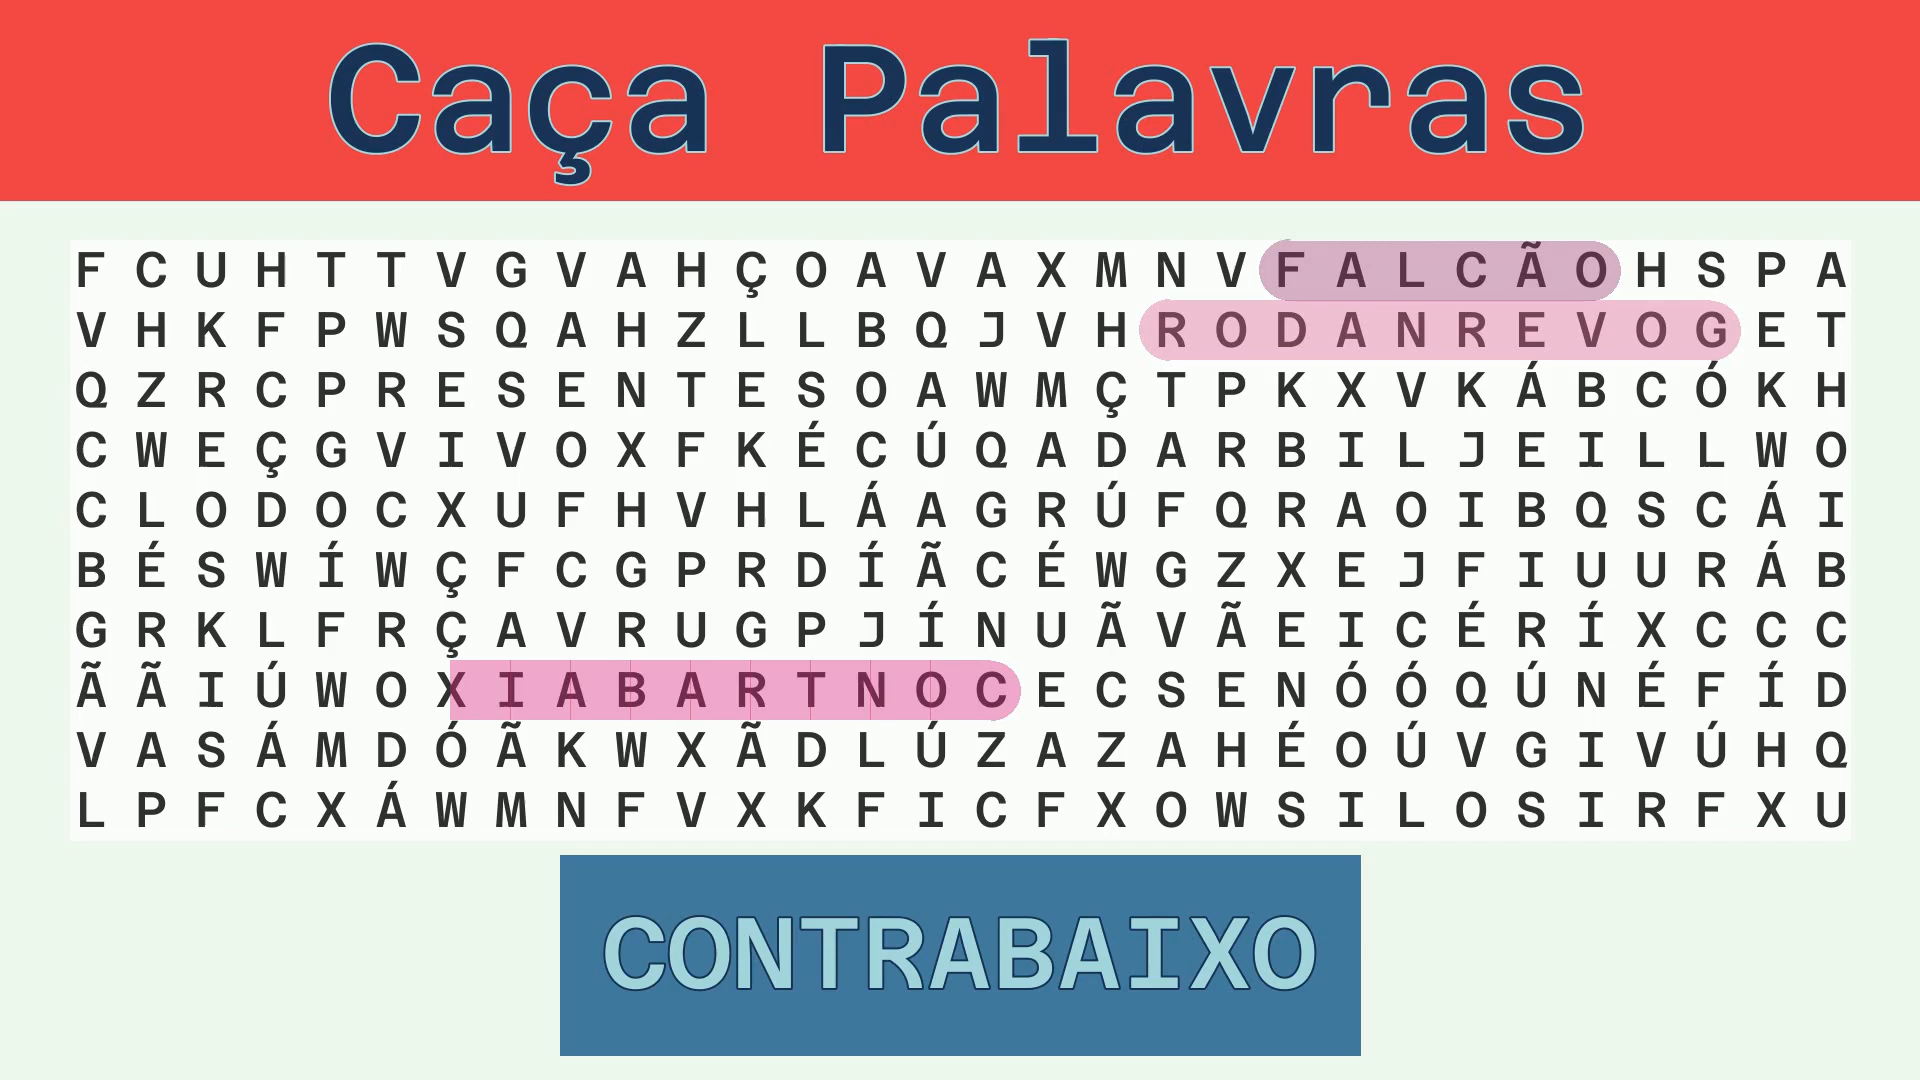 Caça Palavras
F C U H T T V G V A H Ç O A V A X M N V F A L C Ã O H S P A
V H K F P W S Q A H Z L L B Q J V H R O D A N R E V O G E T
Q Z R C P R E S E N T E S O A W M Ç T P K X V K Á B C Ó K H
C W E Ç G V I V O X F K É C Ú Q A D A R B I L J E I L L W O
C L O D O C X U F H V H L Á A G R Ú F Q R A O I B Q S C Á I
B É S W Í W Ç F C G P R D Í Ã C É W G Z X E J F I U U R Á B
G R K L F R Ç A V R U G P J Í N U Ã V Ã E I C É R Í X C C C
Ã Ã I Ú W O X I A B A R T N O C E C S E N Ó Ó Q Ú N É F Í D
V A S Á M D Ó Ã K W X Ã D L Ú Z A Z A H É O Ú V G I V Ú H Q
L P F C X Á W M N F V X K F I C F X O W S I L O S I R F X U
CONTRABAIXO